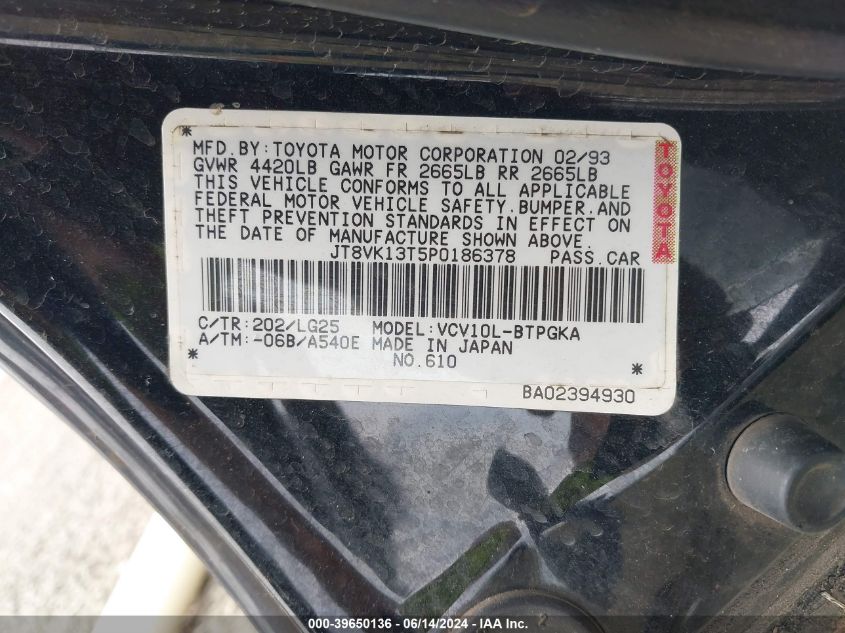 *
MFD.BY:TOYOTA MOTOR CORPORATION 02/93
GVWR 4420LB GAWR FR 2665LB RR 2665LB
THIS VEHICLE CONFORMS TO ALL APPLICABLE
FEDERAL MOTOR VEHICLE SAFETY.BUMPER.AND
THEFT PREVENTION STANDARDS IN EFFECT ON
THE DATE OF MANUFACTURE SHOWN ABOVE.
JT8VK13T5P0186378 PASS.CAR
TOYOTA
C/TR:202/LG25 MODEL:VCV10L-BTPGKA
A/TM:-06B/A540E MADE IN JAPAN
* NO.610 *
BA02394930
000-39650136 - 06/14/2024 - IAA Inc.